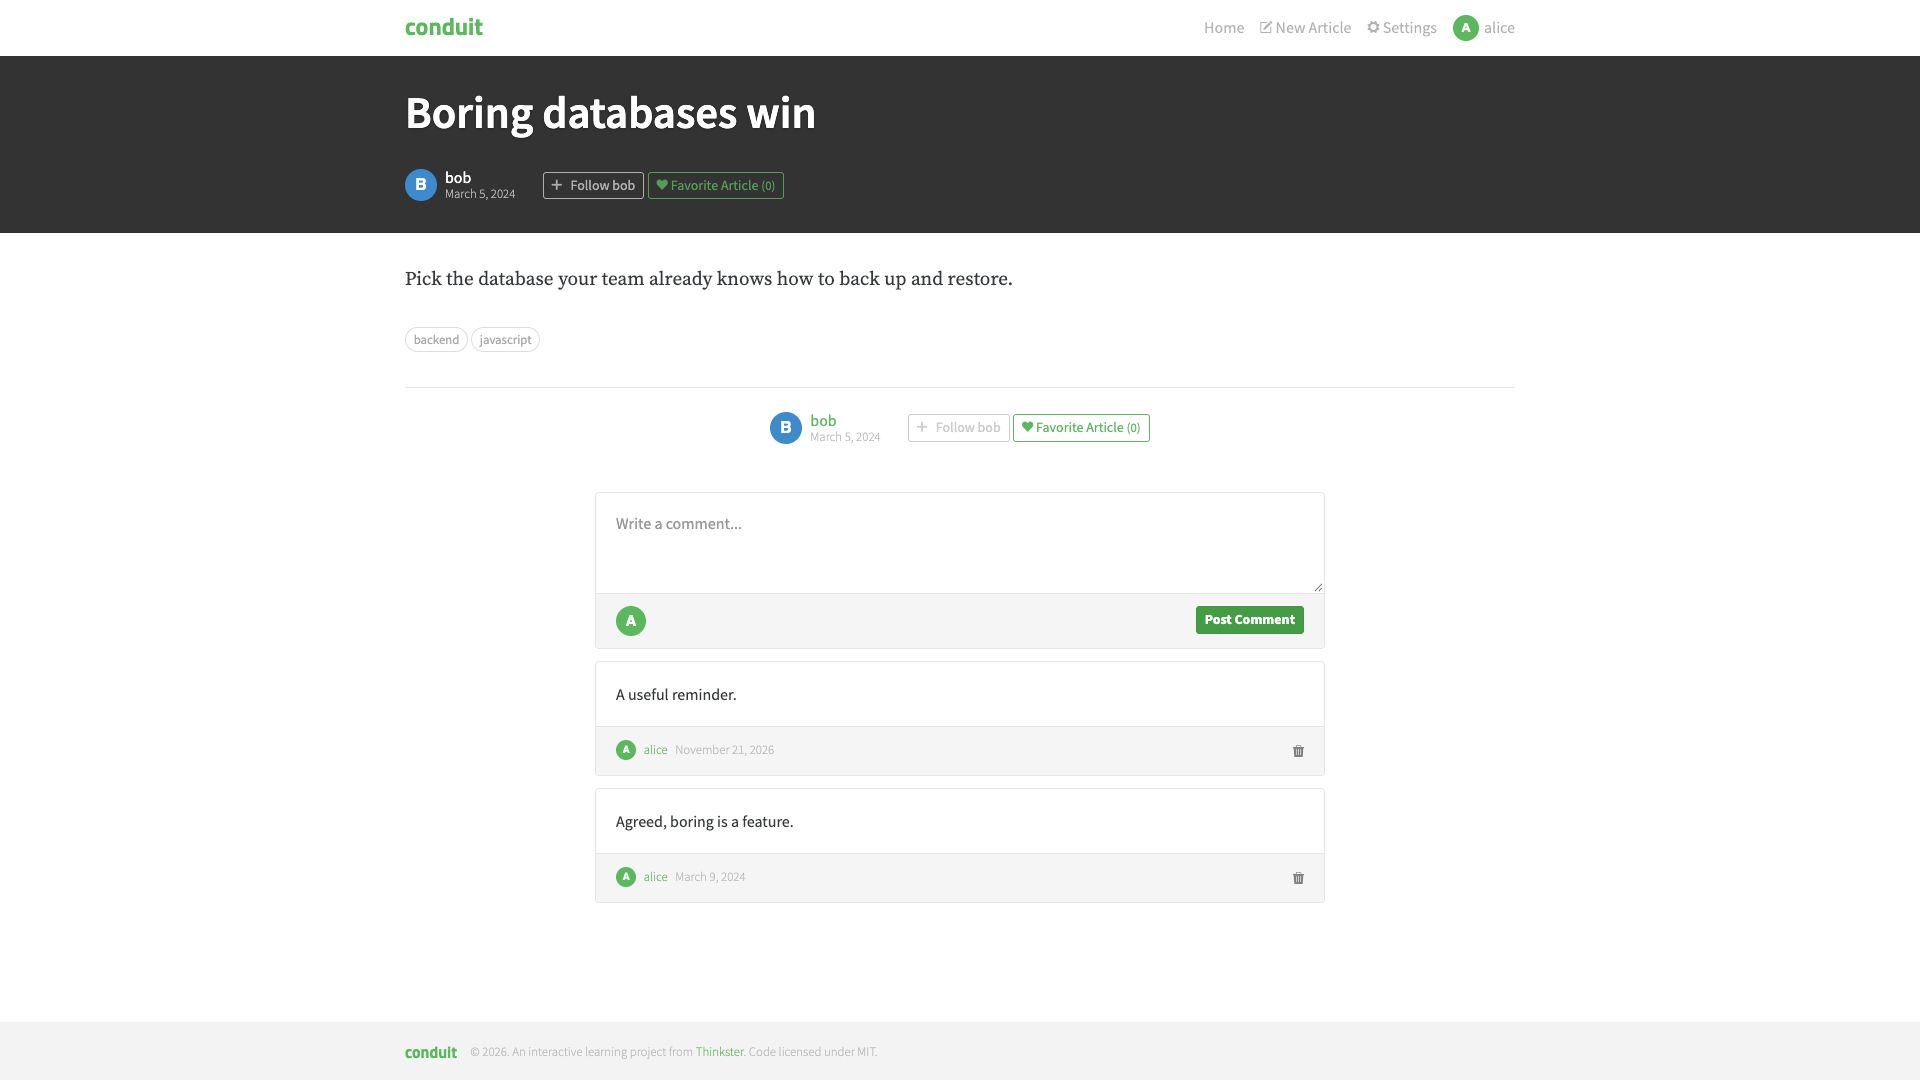 conduit
Home New Article Settings A alice
Boring databases win
B bob
March 5, 2024
Follow bob Favorite Article (0)
Pick the database your team already knows how to back up and restore.
backend javascript
B bob
March 5, 2024
Follow bob Favorite Article (0)
Write a comment...
A Post Comment
A useful reminder.
A alice November 21, 2026
Agreed, boring is a feature.
A alice March 9, 2024
conduit © 2026. An interactive learning project from Thinkster. Code licensed under MIT.